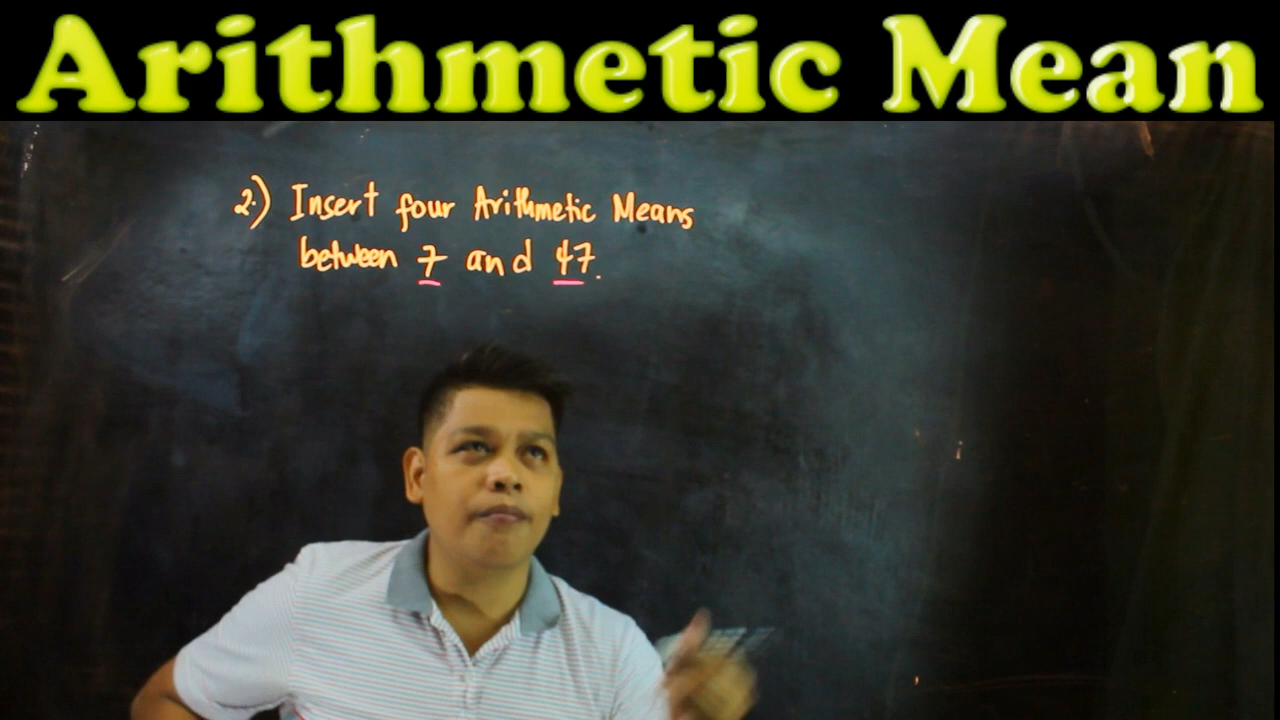 Arithmetic Mean
2.) Insert four Arithmetic Means
between 7 and 47.